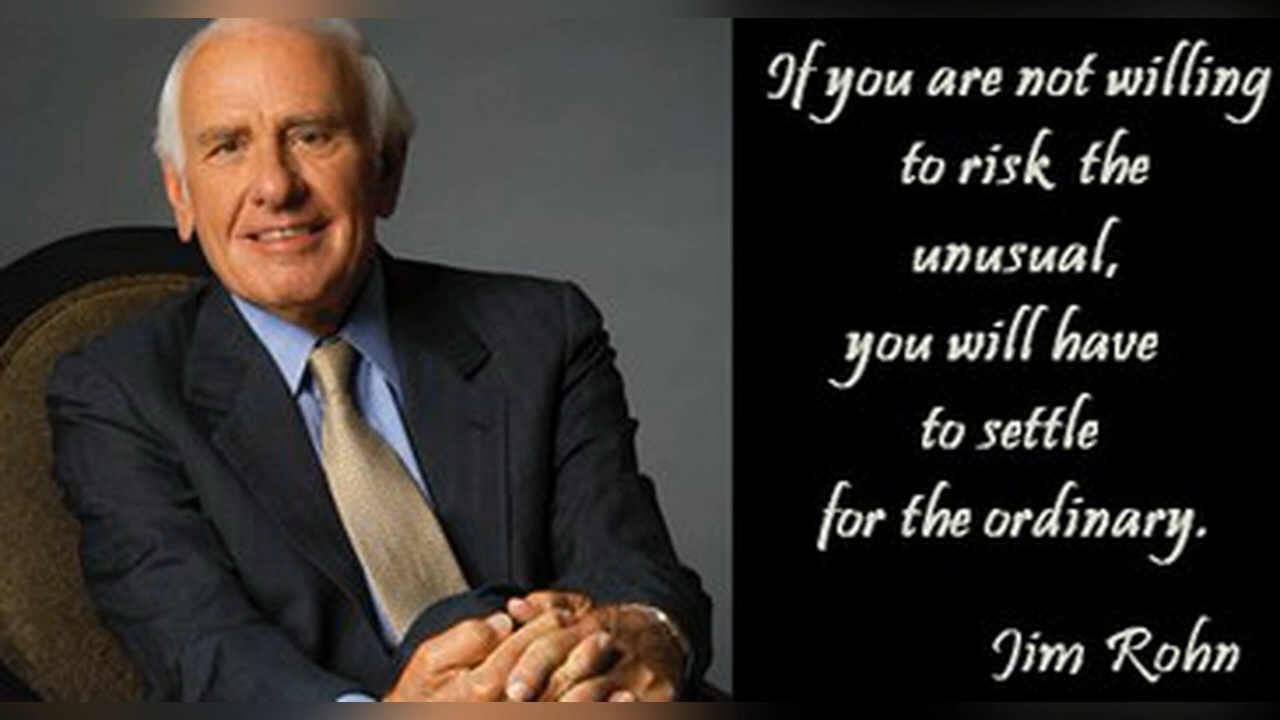 If you are not willing
to risk the
unusual,
you will have
to settle
for the ordinary.
Jim Rohn